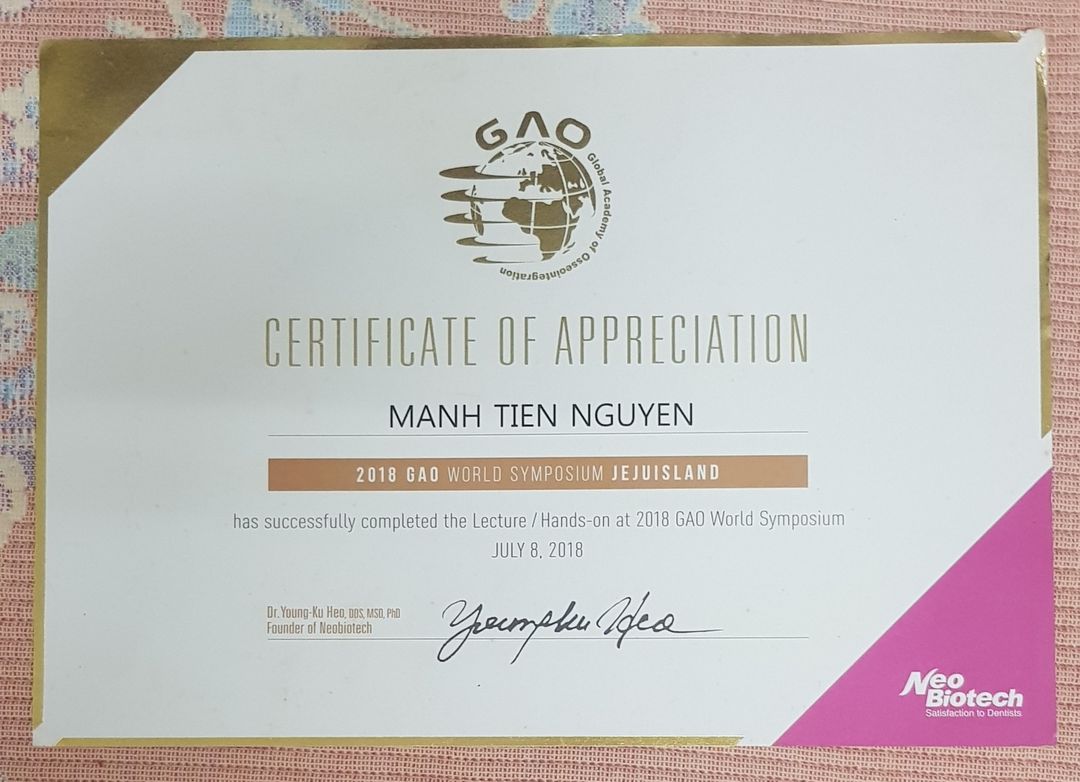 GAO
Global Academy of Osseointegration
CERTIFICATE OF APPRECIATION
MANH TIEN NGUYEN
2018 GAO WORLD SYMPOSIUM JEJUISLAND
has successfully completed the Lecture / Hands-on at 2018 GAO World Symposium
JULY 8, 2018
Dr. Young-Ku Heo, DDS, MSD, PhD
Founder of Neobiotech
Youngku Heo
Neo
Biotech
Satisfaction to Dentists